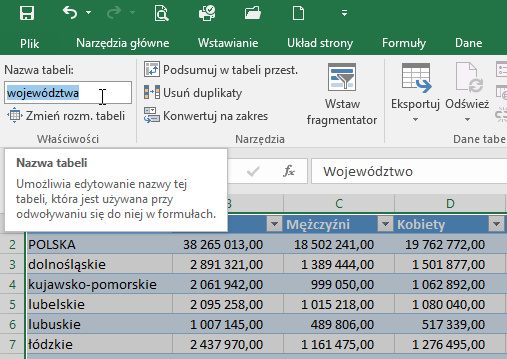 Plik Narzędzia główne Wstawianie Układ strony Formuły Dane
Nazwa tabeli:
województwa
Zmień rozm. tabeli
Właściwości
Podsumuj w tabeli przest.
Usuń duplikaty
Konwertuj na zakres
Narzędzia
Wstaw
fragmentator
Eksportuj
Odśwież
Dane tabe
Nazwa tabeli
Umożliwia edytowanie nazwy tej
tabeli, która jest używana przy
odwoływaniu się do niej w formułach.
fx Województwo
B C D
Mężczyźni Kobiety
2 POLSKA 38 265 013,00 18 502 241,00 19 762 772,00
3 dolnośląskie 2 891 321,00 1 389 444,00 1 501 877,00
4 kujawsko-pomorskie 2 061 942,00 999 050,00 1 062 892,00
5 lubelskie 2 095 258,00 1 015 218,00 1 080 040,00
6 lubuskie 1 007 145,00 489 806,00 517 339,00
7 łódzkie 2 437 970,00 1 161 475,00 1 276 495,00